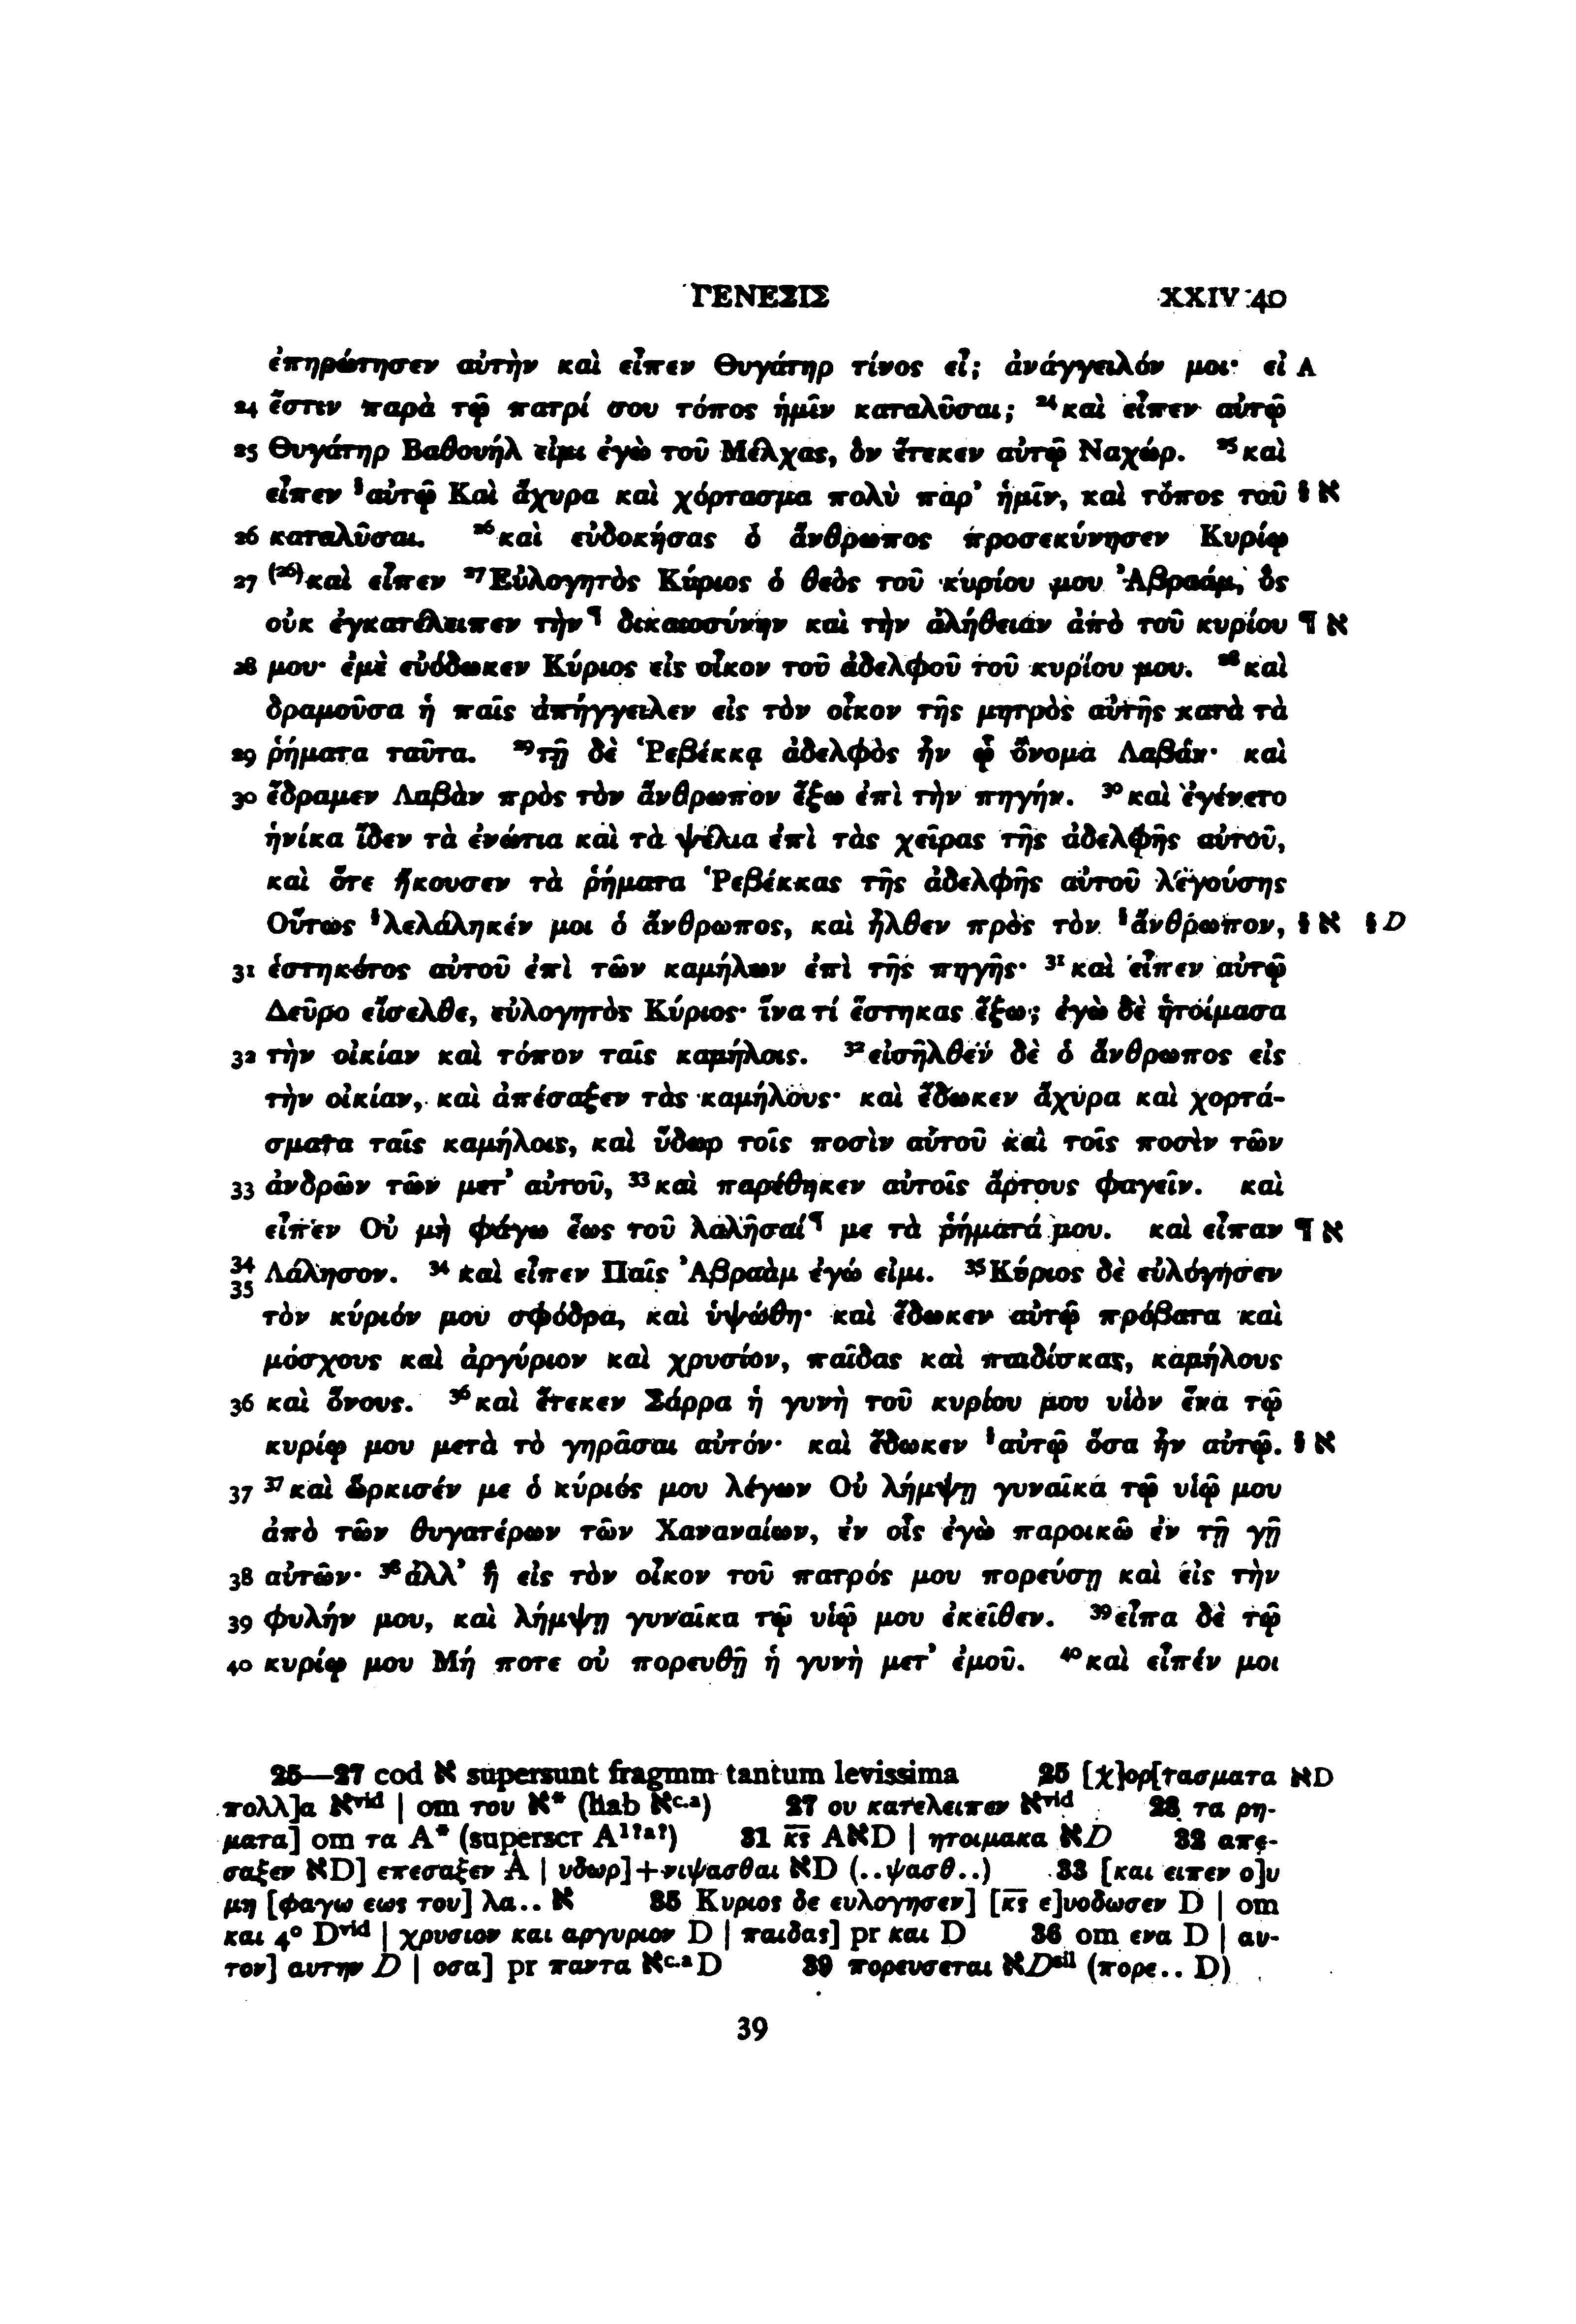 ΓΕΝΕΣΙΣ XXIV 40
ἐπηρώτησεν αὐτὴν καὶ εἶπεν Θυγάτηρ τίνος εἶ; ἀνάγγειλόν μοι· εἰ A
24 ἔστιν παρὰ τῷ πατρί σου τόπος ἡμῖν καταλῦσαι; ²⁴καὶ εἶπεν αὐτῷ
25 Θυγάτηρ Βαθουήλ εἰμι ἐγὼ τοῦ Μέλχας, ὃν ἔτεκεν αὐτῷ Ναχώρ. ²⁵καὶ
εἶπεν §αὐτῷ Καὶ ἄχυρα καὶ χόρτασμα πολὺ παρ’ ἡμῖν, καὶ τόπος τοῦ § א
26 καταλῦσαι. ²⁶καὶ εὐδοκήσας ὁ ἄνθρωπος προσεκύνησεν Κυρίῳ
27 ⁽²⁶⁾καὶ εἶπεν ²⁷Εὐλογητὸς Κύριος ὁ θεὸς τοῦ κυρίου μου Ἀβραάμ, ὃς
οὐκ ἐγκατέλειπεν τὴν¶ δικαιοσύνην καὶ τὴν ἀλήθειαν ἀπὸ τοῦ κυρίου ¶ א
28 μου· ἐμὲ εὐόδωκεν Κύριος εἰς οἶκον τοῦ ἀδελφοῦ τοῦ κυρίου μου. ²⁸καὶ
δραμοῦσα ἡ παῖς ἀπήγγειλεν εἰς τὸν οἶκον τῆς μητρὸς αὐτῆς κατὰ τὰ
29 ῥήματα ταῦτα. ²⁹τῇ δὲ Ῥεβέκκᾳ ἀδελφὸς ἦν ᾧ ὄνομα Λαβάν· καὶ
30 ἔδραμεν Λαβὰν πρὸς τὸν ἄνθρωπον ἔξω ἐπὶ τὴν πηγήν. ³⁰καὶ ἐγένετο
ἡνίκα ἴδεν τὰ ἐνώτια καὶ τὰ ψέλια ἐπὶ τὰς χεῖρας τῆς ἀδελφῆς αὐτοῦ,
καὶ ὅτε ἤκουσεν τὰ ῥήματα Ῥεβέκκας τῆς ἀδελφῆς αὐτοῦ λεγούσης
Οὕτως §λελάληκέν μοι ὁ ἄνθρωπος, καὶ ἦλθεν πρὸς τὸν §ἄνθρωπον, § א § D
31 ἑστηκότος αὐτοῦ ἐπὶ τῶν καμήλων ἐπὶ τῆς πηγῆς· ³¹καὶ εἶπεν αὐτῷ
Δεῦρο εἴσελθε, εὐλογητὸς Κύριος· ἵνα τί ἕστηκας ἔξω; ἐγὼ δὲ ἡτοίμασα
32 τὴν οἰκίαν καὶ τόπον ταῖς καμήλοις. ³²εἰσῆλθεν δὲ ὁ ἄνθρωπος εἰς
τὴν οἰκίαν, καὶ ἀπέσαξεν τὰς καμήλους· καὶ ἔδωκεν ἄχυρα καὶ χορτά-
σματα ταῖς καμήλοις, καὶ ὕδωρ τοῖς ποσὶν αὐτοῦ καὶ τοῖς ποσὶν τῶν
33 ἀνδρῶν τῶν μετ’ αὐτοῦ, ³³καὶ παρέθηκεν αὐτοῖς ἄρτους φαγεῖν. καὶ
εἶπεν Οὐ μὴ φάγω ἕως τοῦ λαλῆσαί¶ με τὰ ῥήματά μου. καὶ εἶπαν ¶ א
34 35 Λάλησον. ³⁴καὶ εἶπεν Παῖς Ἀβραὰμ ἐγώ εἰμι. ³⁵Κύριος δὲ εὐλόγησεν
τὸν κύριόν μου σφόδρα, καὶ ὑψώθη· καὶ ἔδωκεν αὐτῷ πρόβατα καὶ
μόσχους καὶ ἀργύριον καὶ χρυσίον, παῖδας καὶ παιδίσκας, καμήλους
36 καὶ ὄνους. ³⁶καὶ ἔτεκεν Σάρρα ἡ γυνὴ τοῦ κυρίου μου υἱὸν ἕνα τῷ
κυρίῳ μου μετὰ τὸ γηρᾶσαι αὐτόν· καὶ ἔδωκεν §αὐτῷ ὅσα ἦν αὐτῷ. § א
37 ³⁷καὶ ὥρκισέν με ὁ κύριός μου λέγων Οὐ λήμψῃ γυναῖκα τῷ υἱῷ μου
ἀπὸ τῶν θυγατέρων τῶν Χαναναίων, ἐν οἷς ἐγὼ παροικῶ ἐν τῇ γῇ
38 αὐτῶν· ³⁸ἀλλ’ ἢ εἰς τὸν οἶκον τοῦ πατρός μου πορεύσῃ καὶ εἰς τὴν
39 φυλήν μου, καὶ λήμψῃ γυναῖκα τῷ υἱῷ μου ἐκεῖθεν. ³⁹εἶπα δὲ τῷ
40 κυρίῳ μου Μή ποτε οὐ πορευθῇ ἡ γυνὴ μετ’ ἐμοῦ. ⁴⁰καὶ εἶπέν μοι
25—27 cod א supersunt fragmm tantum levissima 25 [χ]ορ[τασματα אD
πολλ]α א^vid | om του א* (hab א^c.a) 27 ου κατελειπεν א^vid 28 τα ρη-
ματα] om τα A* (superscr A^1?a?) 31 κ̅ς̅ AאD | ητοιμακα אD 32 απε-
σαξεν אD] επεσαξεν A | υδωρ]+νιψασθαι אD (..ψασθ..) 33 [και ειπεν ο]υ
μη [φαγω εως του] λα.. א 35 Κυριος δε ευλογησεν] [κ̅ς̅ ε]υοδωσεν D | om
και 4° D^vid | χρυσιον και αργυριον D | παιδας] pr και D 36 om ενα D | αυ-
τον] αυτην D | οσα] pr παντα א^c.a D 39 πορευσεται אD^sil (πορε.. D)
39